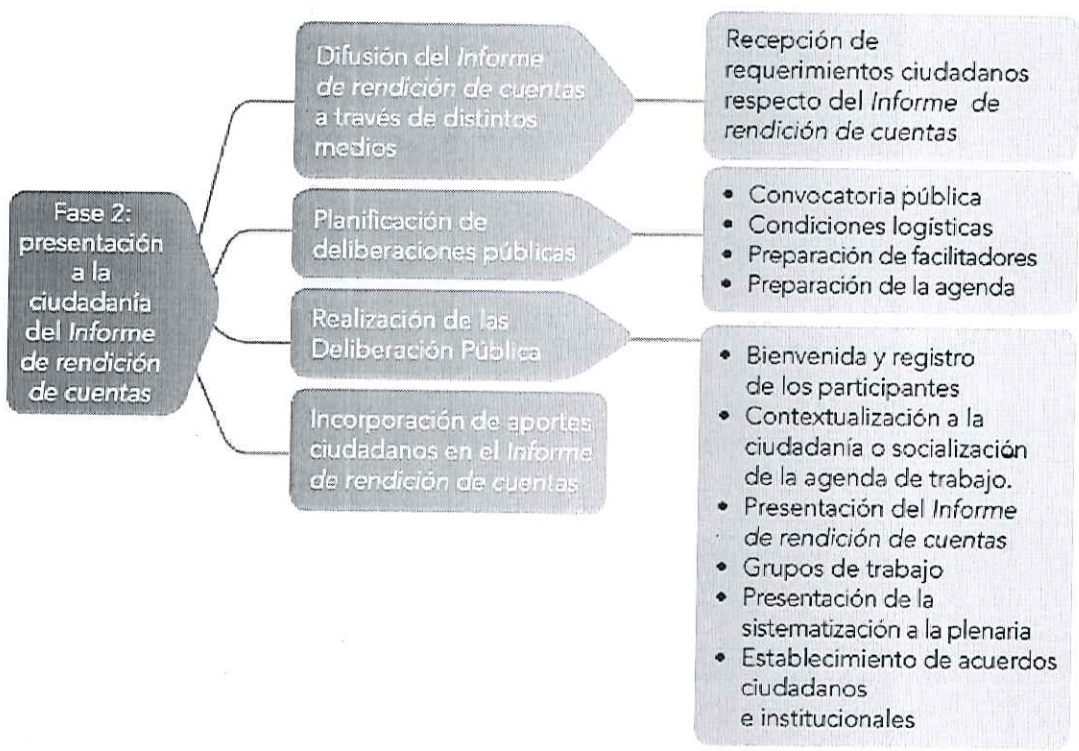 Fase 2:
presentación
a la
ciudadanía
del Informe
de rendición
de cuentas
Difusión del Informe
de rendición de cuentas
a través de distintos
medios
Recepción de
requerimientos ciudadanos
respecto del Informe de
rendición de cuentas
Planificación de
deliberaciones públicas
• Convocatoria pública
• Condiciones logísticas
• Preparación de facilitadores
• Preparación de la agenda
Realización de las
Deliberación Pública
• Bienvenida y registro
de los participantes
• Contextualización a la
ciudadanía o socialización
de la agenda de trabajo.
• Presentación del Informe
de rendición de cuentas
• Grupos de trabajo
• Presentación de la
sistematización a la plenaria
• Establecimiento de acuerdos
ciudadanos
e institucionales
Incorporación de aportes
ciudadanos en el Informe
de rendición de cuentas